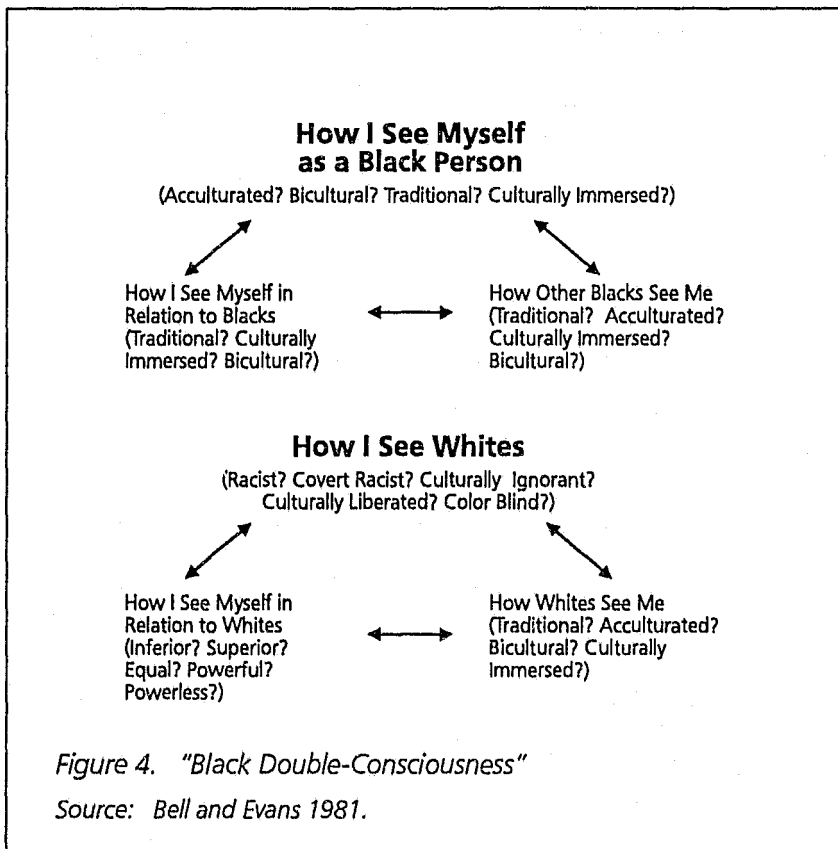 How I See Myself
as a Black Person
(Acculturated? Bicultural? Traditional? Culturally Immersed?)
How I See Myself in
Relation to Blacks
(Traditional? Culturally
Immersed? Bicultural?)
How Other Blacks See Me
(Traditional? Acculturated?
Culturally Immersed?
Bicultural?)
How I See Whites
(Racist? Covert Racist? Culturally Ignorant?
Culturally Liberated? Color Blind?)
How I See Myself in
Relation to Whites
(Inferior? Superior?
Equal? Powerful?
Powerless?)
How Whites See Me
(Traditional? Acculturated?
Bicultural? Culturally
Immersed?)
Figure 4. "Black Double-Consciousness"
Source: Bell and Evans 1981.